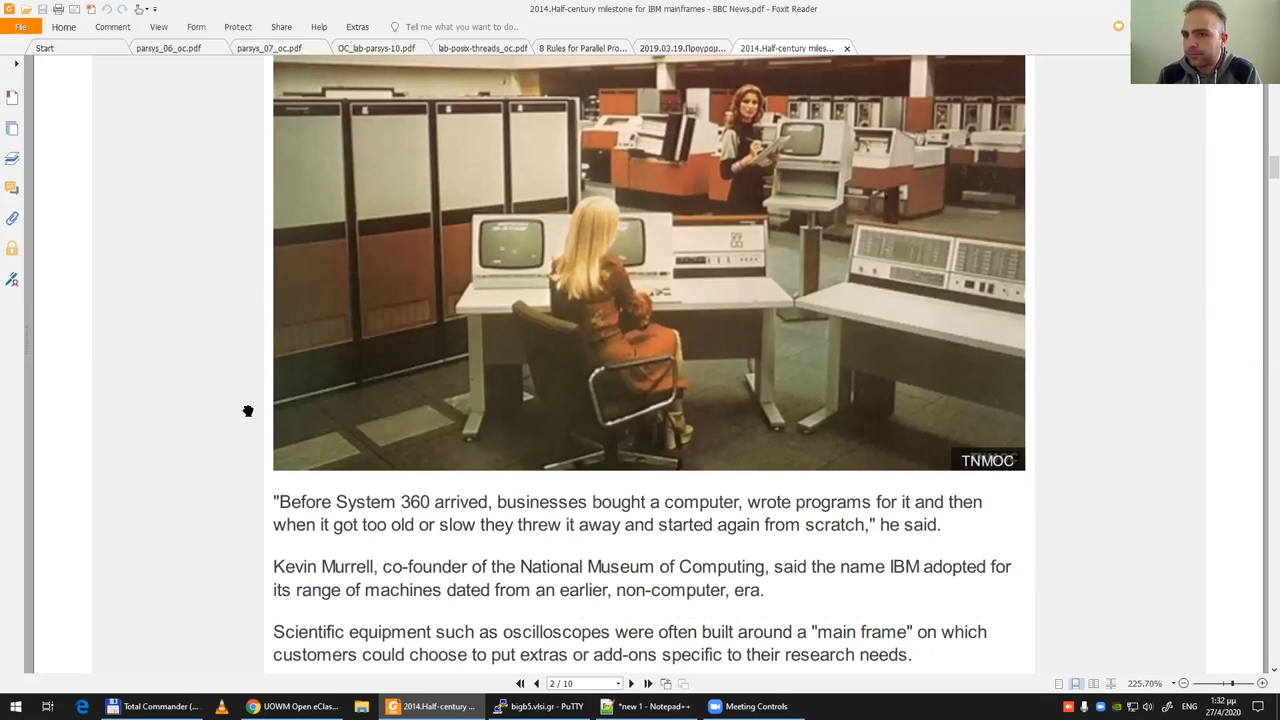 2014.Half-century milestone for IBM mainframes - BBC News.pdf - Foxit Reader
File Home Comment View Form Protect Share Help Extras Tell me what you want to do...
Start parsys_06_oc.pdf parsys_07_oc.pdf OC_lab-parsys-10.pdf lab-posix-threads_oc.pdf 8 Rules for Parallel Pro... 2019.03.19.Προγραμ... 2014.Half-century miles...
TNMOC
"Before System 360 arrived, businesses bought a computer, wrote programs for it and then
when it got too old or slow they threw it away and started again from scratch," he said.
Kevin Murrell, co-founder of the National Museum of Computing, said the name IBM adopted for
its range of machines dated from an earlier, non-computer, era.
Scientific equipment such as oscilloscopes were often built around a "main frame" on which
customers could choose to put extras or add-ons specific to their research needs.
2 / 10
225.70%
Total Commander (... UOWM Open eClas... 2014.Half-century ... bigb5.vlsi.gr - PuTTY *new 1 - Notepad++ Meeting Controls
ENG
1:32 μμ
27/4/2020